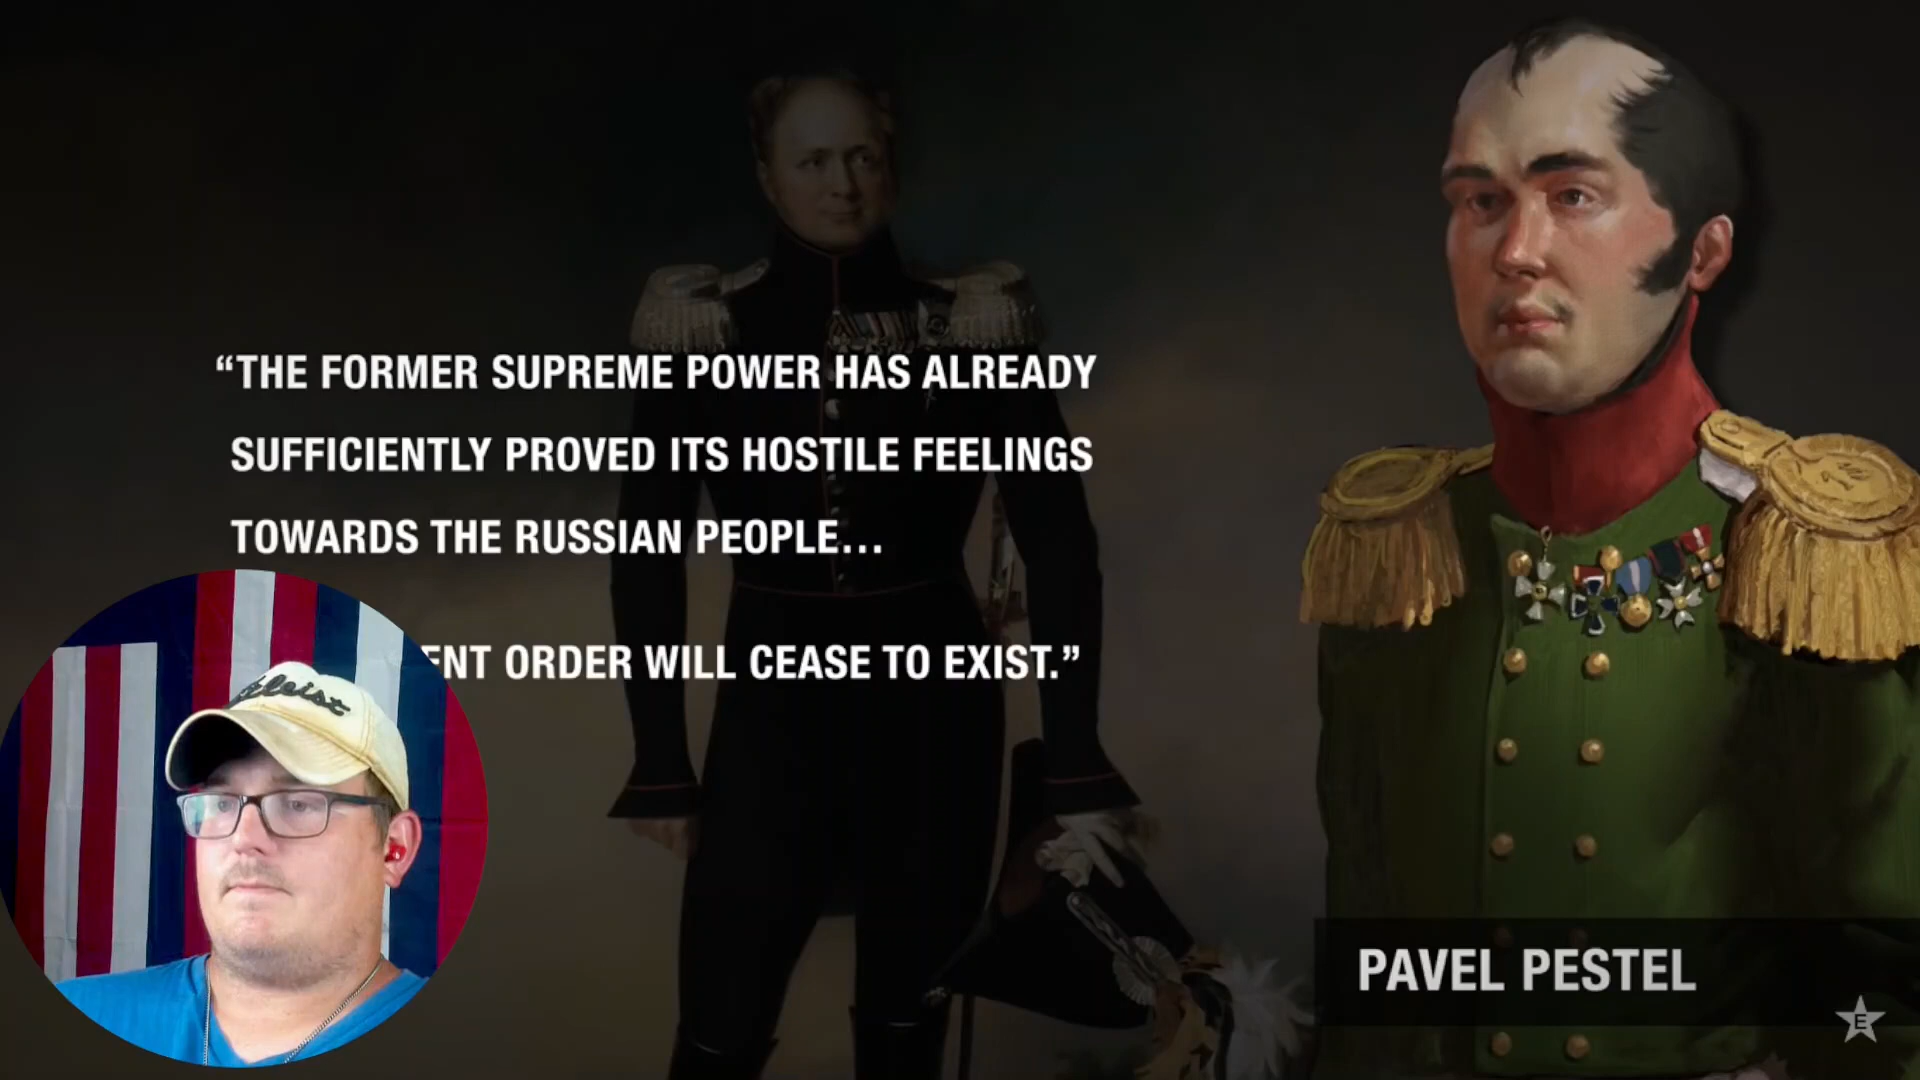 “THE FORMER SUPREME POWER HAS ALREADY
SUFFICIENTLY PROVED ITS HOSTILE FEELINGS
TOWARDS THE RUSSIAN PEOPLE...
ORDER WILL CEASE TO EXIST.”
PAVEL PESTEL
E